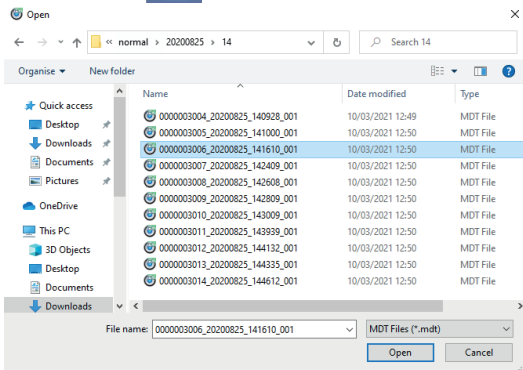 Open
« normal › 20200825 › 14
Search 14
Organise
New folder
Name Date modified Type
Quick access
Desktop
Downloads
Documents
Pictures
OneDrive
This PC
3D Objects
Desktop
Documents
Downloads
0000003004_20200825_140928_001 10/03/2021 12:49 MDT File
0000003005_20200825_141000_001 10/03/2021 12:50 MDT File
0000003006_20200825_141610_001 10/03/2021 12:50 MDT File
0000003007_20200825_142409_001 10/03/2021 12:50 MDT File
0000003008_20200825_142608_001 10/03/2021 12:50 MDT File
0000003009_20200825_142809_001 10/03/2021 12:50 MDT File
0000003010_20200825_143009_001 10/03/2021 12:50 MDT File
0000003011_20200825_143939_001 10/03/2021 12:50 MDT File
0000003012_20200825_144132_001 10/03/2021 12:50 MDT File
0000003013_20200825_144335_001 10/03/2021 12:50 MDT File
0000003014_20200825_144612_001 10/03/2021 12:50 MDT File
File name: 0000003006_20200825_141610_001 MDT Files (*.mdt)
Open Cancel